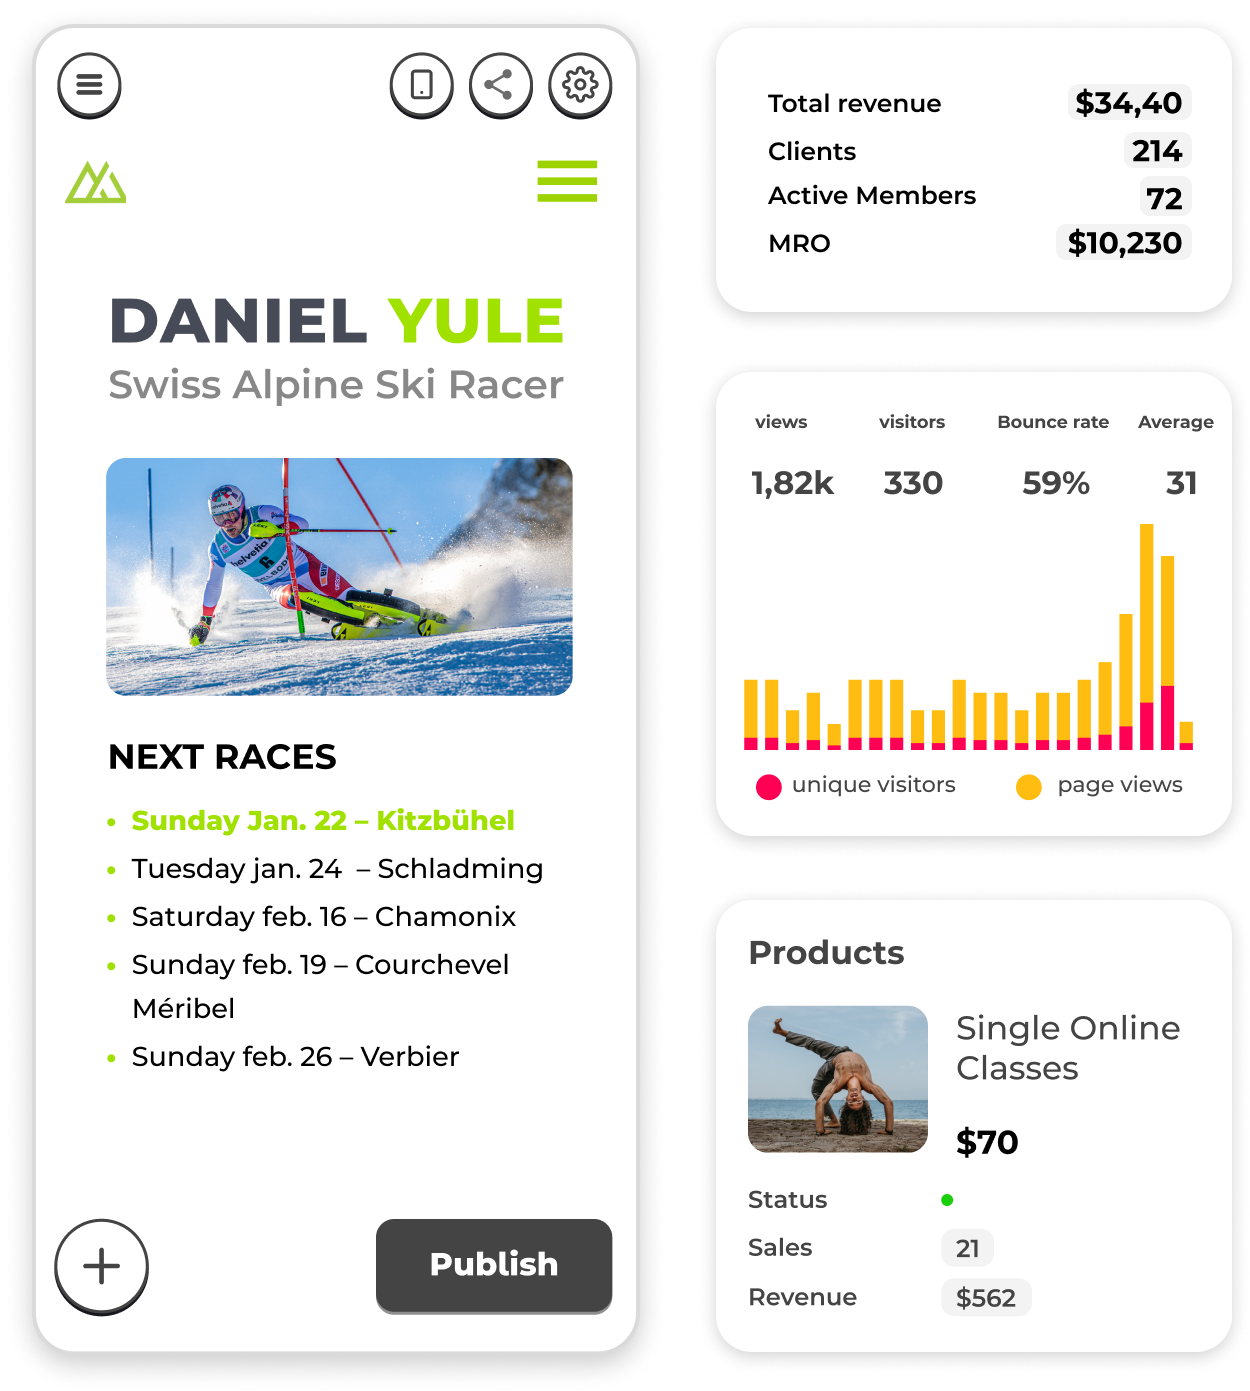 DANIEL YULE
Swiss Alpine Ski Racer
helvetia
6
NEXT RACES
• Sunday Jan. 22 – Kitzbühel
• Tuesday jan. 24 – Schladming
• Saturday feb. 16 – Chamonix
• Sunday feb. 19 – Courchevel
Méribel
• Sunday feb. 26 – Verbier
Publish
Total revenue $34,40
Clients 214
Active Members 72
MRO $10,230
views visitors Bounce rate Average
1,82k 330 59% 31
unique visitors page views
Products
Single Online
Classes
$70
Status
Sales 21
Revenue $562